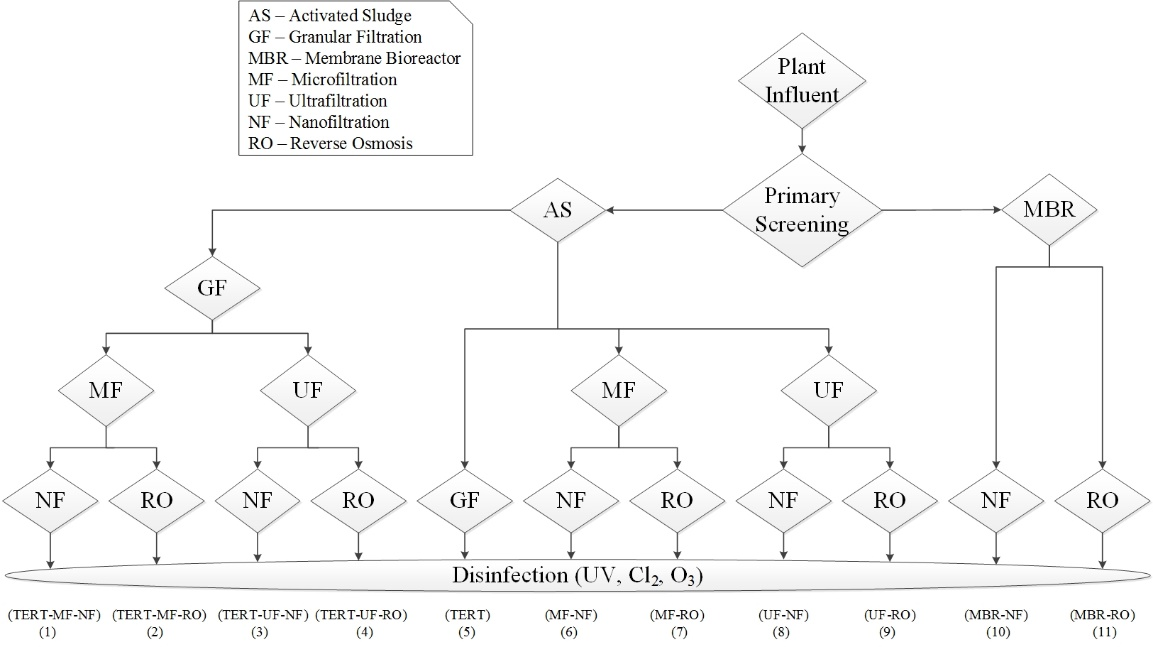 AS – Activated Sludge
GF – Granular Filtration
MBR – Membrane Bioreactor
MF – Microfiltration
UF – Ultrafiltration
NF – Nanofiltration
RO – Reverse Osmosis
Plant
Influent
AS
Primary
Screening
MBR
GF
MF
UF
MF
UF
NF
RO
NF
RO
GF
NF
RO
NF
RO
NF
RO
Disinfection (UV, Cl₂, O₃)
(TERT-MF-NF)
(1)
(TERT-MF-RO)
(2)
(TERT-UF-NF)
(3)
(TERT-UF-RO)
(4)
(TERT)
(5)
(MF-NF)
(6)
(MF-RO)
(7)
(UF-NF)
(8)
(UF-RO)
(9)
(MBR-NF)
(10)
(MBR-RO)
(11)